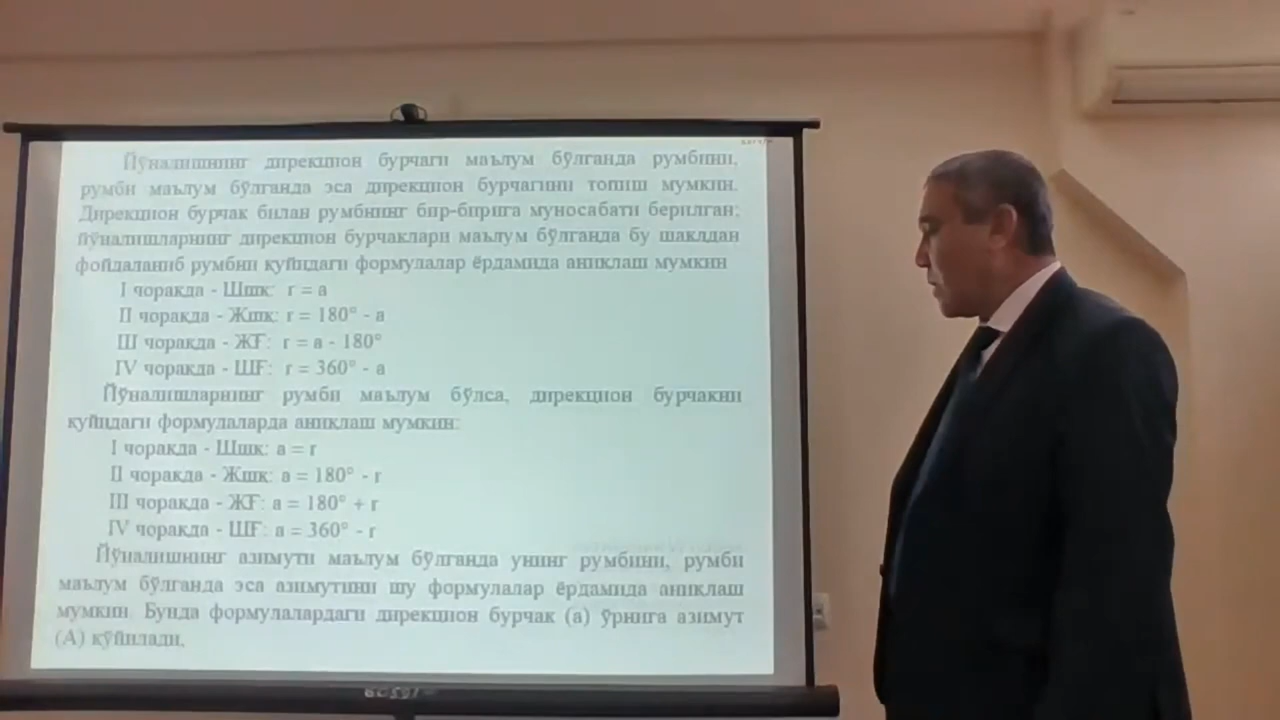 Йўналишнинг дирекцион бурчаги маълум бўлганда румбини,
румби маълум бўлганда эса дирекцион бурчагини топиш мумкин.
Дирекцион бурчак билан румбнинг бир-бирига муносабати берилган;
йўналишларнинг дирекцион бурчаклари маълум бўлганда бу шаклдан
фойдаланиб румбни қуйидаги формулалар ёрдамида аниқлаш мумкин
I чоракда - Шшқ: r = a
II чоракда - Жшқ: r = 180° - a
III чоракда - ЖҒ: r = a - 180°
IV чоракда - ШҒ: r = 360° - a
Йўналишларнинг румби маълум бўлса, дирекцион бурчакни
қуйидаги формулаларда аниқлаш мумкин:
I чоракда - Шшқ: a = r
II чоракда - Жшқ: a = 180° - r
III чоракда - ЖҒ: a = 180° + r
IV чоракда - ШҒ: a = 360° - r
Йўналишнинг азимути маълум бўлганда унинг румбини, румби
маълум бўлганда эса азимутини шу формулалар ёрдамида аниқлаш
мумкин. Бунда формулалардаги дирекцион бурчак (a) ўрнига азимут
(A) қўйилади.